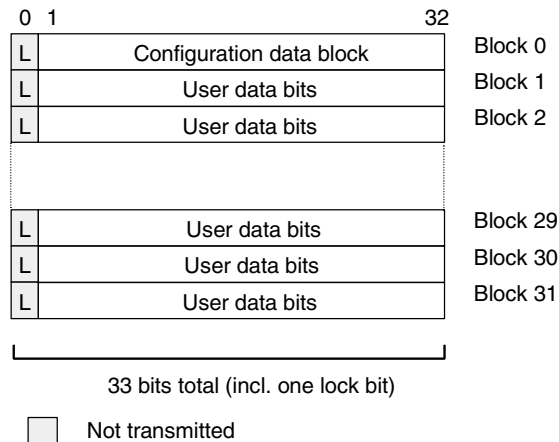 0 1 32
L Configuration data block Block 0
L User data bits Block 1
L User data bits Block 2
L User data bits Block 29
L User data bits Block 30
L User data bits Block 31
33 bits total (incl. one lock bit)
Not transmitted